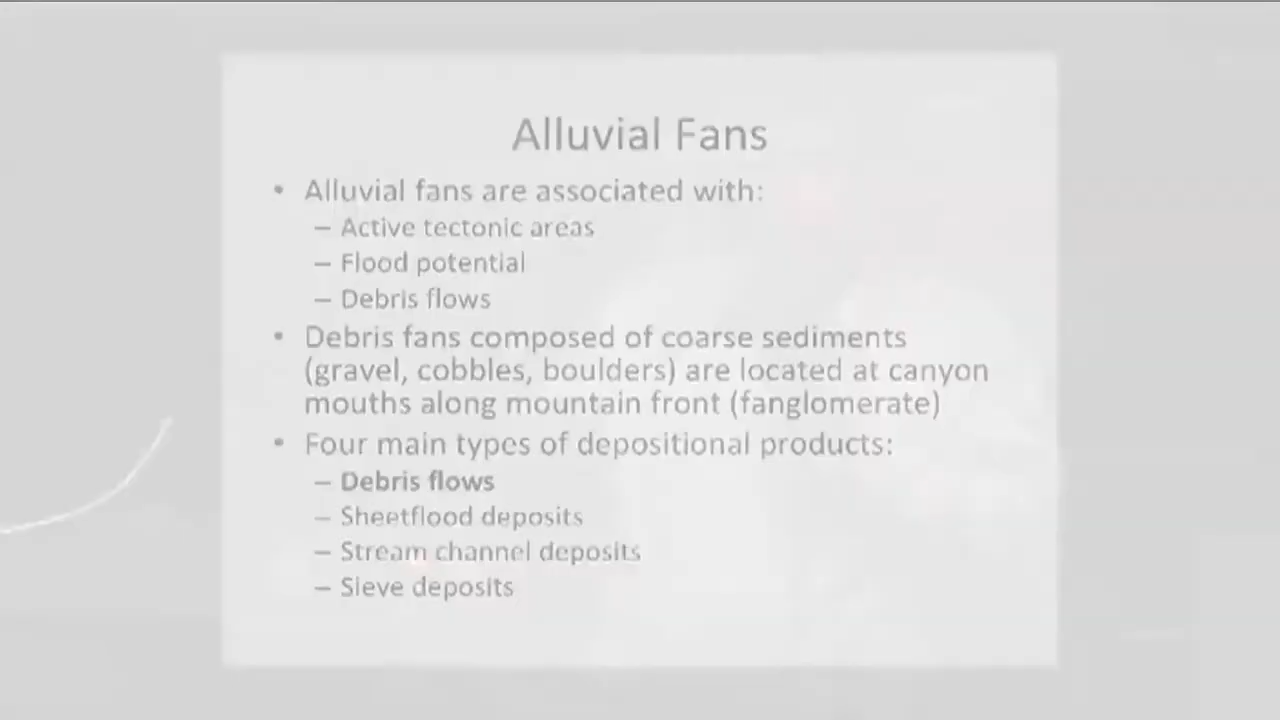 Alluvial Fans
• Alluvial fans are associated with:
– Active tectonic areas
– Flood potential
– Debris flows
• Debris fans composed of coarse sediments
(gravel, cobbles, boulders) are located at canyon
mouths along mountain front (fanglomerate)
• Four main types of depositional products:
– Debris flows
– Sheetflood deposits
– Stream channel deposits
– Sieve deposits